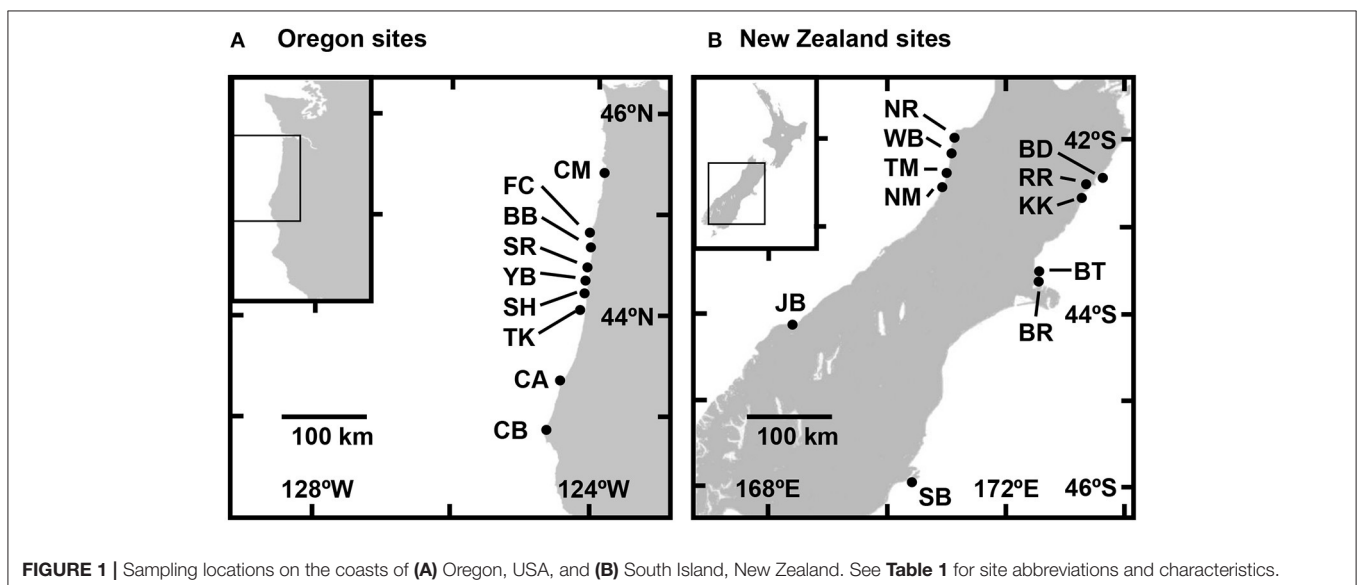 A Oregon sites
B New Zealand sites
46ºN
CM
FC
BB
SR
YB
SH
TK
44ºN
CA
CB
100 km
128ºW
124ºW
NR
WB
TM
NM
42ºS
BD
RR
KK
BT
BR
44ºS
JB
100 km
168ºE
172ºE
46ºS
SB
FIGURE 1 | Sampling locations on the coasts of (A) Oregon, USA, and (B) South Island, New Zealand. See Table 1 for site abbreviations and characteristics.